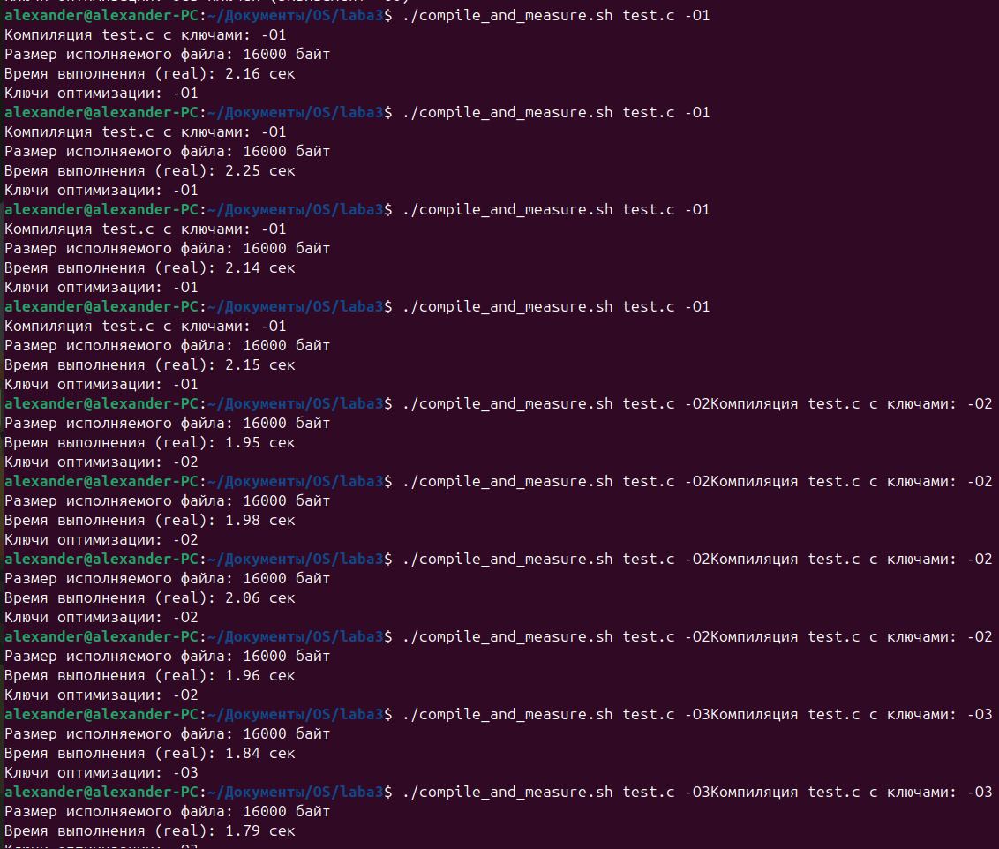 Ключи оптимизации: без ключей (эквивалент -O0)
alexander@alexander-PC:~/Документы/OS/laba3$ ./compile_and_measure.sh test.c -O1
Компиляция test.c с ключами: -O1
Размер исполняемого файла: 16000 байт
Время выполнения (real): 2.16 сек
Ключи оптимизации: -O1
alexander@alexander-PC:~/Документы/OS/laba3$ ./compile_and_measure.sh test.c -O1
Компиляция test.c с ключами: -O1
Размер исполняемого файла: 16000 байт
Время выполнения (real): 2.25 сек
Ключи оптимизации: -O1
alexander@alexander-PC:~/Документы/OS/laba3$ ./compile_and_measure.sh test.c -O1
Компиляция test.c с ключами: -O1
Размер исполняемого файла: 16000 байт
Время выполнения (real): 2.14 сек
Ключи оптимизации: -O1
alexander@alexander-PC:~/Документы/OS/laba3$ ./compile_and_measure.sh test.c -O1
Компиляция test.c с ключами: -O1
Размер исполняемого файла: 16000 байт
Время выполнения (real): 2.15 сек
Ключи оптимизации: -O1
alexander@alexander-PC:~/Документы/OS/laba3$ ./compile_and_measure.sh test.c -O2Компиляция test.c с ключами: -O2
Размер исполняемого файла: 16000 байт
Время выполнения (real): 1.95 сек
Ключи оптимизации: -O2
alexander@alexander-PC:~/Документы/OS/laba3$ ./compile_and_measure.sh test.c -O2Компиляция test.c с ключами: -O2
Размер исполняемого файла: 16000 байт
Время выполнения (real): 1.98 сек
Ключи оптимизации: -O2
alexander@alexander-PC:~/Документы/OS/laba3$ ./compile_and_measure.sh test.c -O2Компиляция test.c с ключами: -O2
Размер исполняемого файла: 16000 байт
Время выполнения (real): 2.06 сек
Ключи оптимизации: -O2
alexander@alexander-PC:~/Документы/OS/laba3$ ./compile_and_measure.sh test.c -O2Компиляция test.c с ключами: -O2
Размер исполняемого файла: 16000 байт
Время выполнения (real): 1.96 сек
Ключи оптимизации: -O2
alexander@alexander-PC:~/Документы/OS/laba3$ ./compile_and_measure.sh test.c -O3Компиляция test.c с ключами: -O3
Размер исполняемого файла: 16000 байт
Время выполнения (real): 1.84 сек
Ключи оптимизации: -O3
alexander@alexander-PC:~/Документы/OS/laba3$ ./compile_and_measure.sh test.c -O3Компиляция test.c с ключами: -O3
Размер исполняемого файла: 16000 байт
Время выполнения (real): 1.79 сек
Ключи оптимизации: -O3